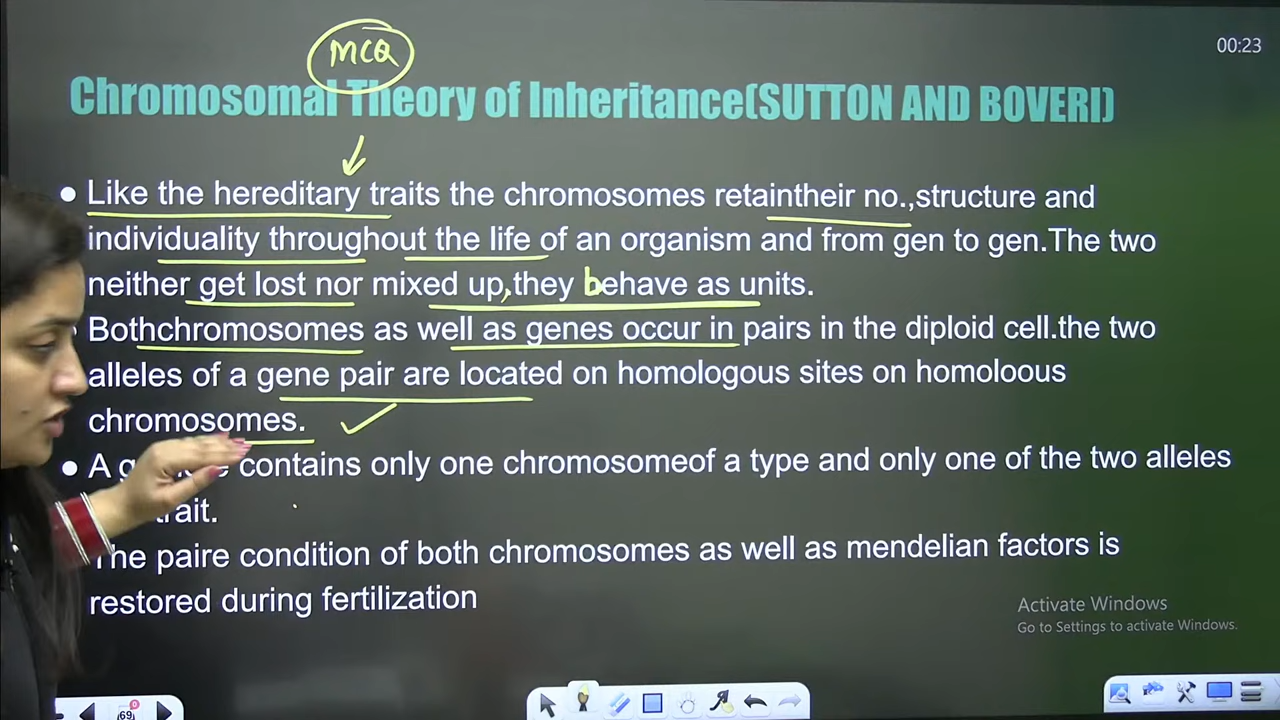 MCQ
00:23
Chromosomal Theory of Inheritance(SUTTON AND BOVERI)
● Like the hereditary traits the chromosomes retaintheir no.,structure and
individuality throughout the life of an organism and from gen to gen.The two
neither get lost nor mixed up,they behave as units.
Bothchromosomes as well as genes occur in pairs in the diploid cell.the two
alleles of a gene pair are located on homologous sites on homoloous
chromosomes.
● A contains only one chromosomeof a type and only one of the two alleles
trait.
The paire condition of both chromosomes as well as mendelian factors is
restored during fertilization
Activate Windows
Go to Settings to activate Windows.
69
0